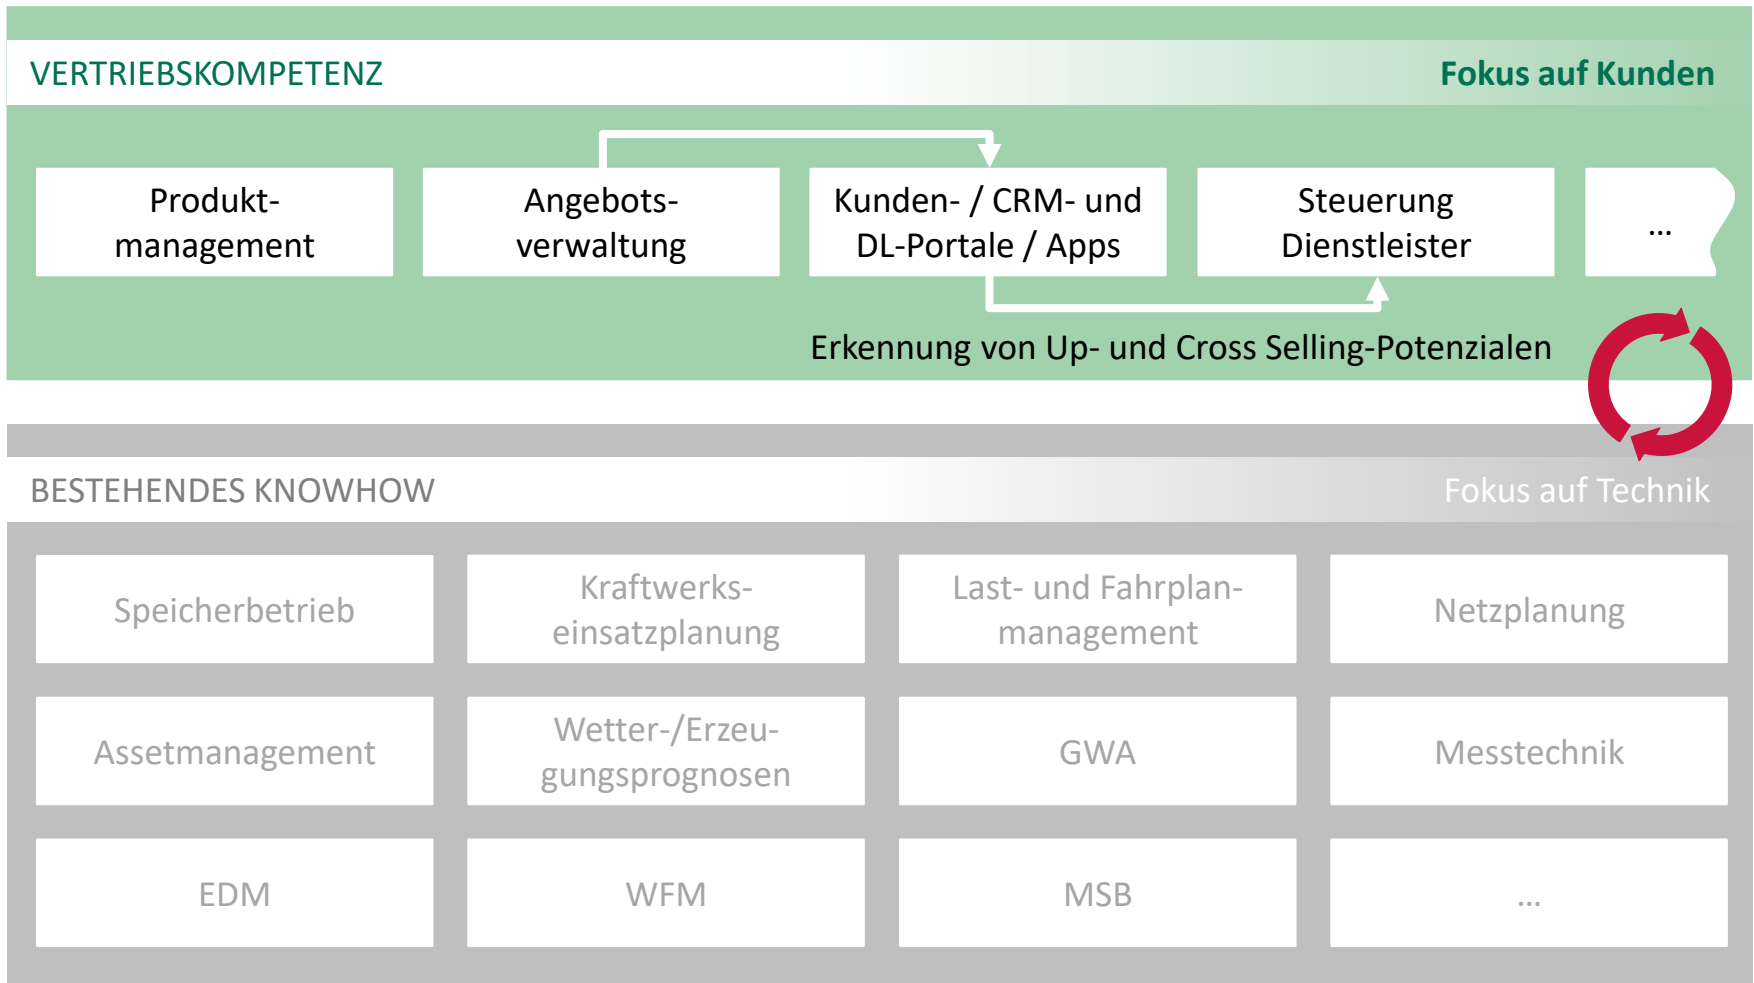 VERTRIEBSKOMPETENZ
Fokus auf Kunden
Produkt-
management
Angebots-
verwaltung
Kunden- / CRM- und
DL-Portale / Apps
Steuerung
Dienstleister
...
Erkennung von Up- und Cross Selling-Potenzialen
BESTEHENDES KNOWHOW
Fokus auf Technik
Speicherbetrieb
Kraftwerks-
einsatzplanung
Last- und Fahrplan-
management
Netzplanung
Assetmanagement
Wetter-/Erzeu-
gungsprognosen
GWA
Messtechnik
EDM
WFM
MSB
...